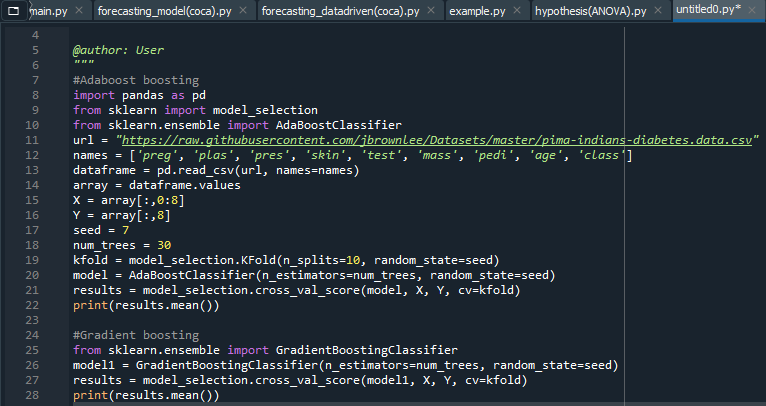 main.py forecasting_model(coca).py forecasting_datadriven(coca).py example.py hypothesis(ANOVA).py untitled0.py*
4
5 @author: User
6 """
7 #Adaboost boosting
8 import pandas as pd
9 from sklearn import model_selection
10 from sklearn.ensemble import AdaBoostClassifier
11 url = "https://raw.githubusercontent.com/jbrownlee/Datasets/master/pima-indians-diabetes.data.csv"
12 names = ['preg', 'plas', 'pres', 'skin', 'test', 'mass', 'pedi', 'age', 'class']
13 dataframe = pd.read_csv(url, names=names)
14 array = dataframe.values
15 X = array[:,0:8]
16 Y = array[:,8]
17 seed = 7
18 num_trees = 30
19 kfold = model_selection.KFold(n_splits=10, random_state=seed)
20 model = AdaBoostClassifier(n_estimators=num_trees, random_state=seed)
21 results = model_selection.cross_val_score(model, X, Y, cv=kfold)
22 print(results.mean())
23
24 #Gradient boosting
25 from sklearn.ensemble import GradientBoostingClassifier
26 model1 = GradientBoostingClassifier(n_estimators=num_trees, random_state=seed)
27 results = model_selection.cross_val_score(model1, X, Y, cv=kfold)
28 print(results.mean())